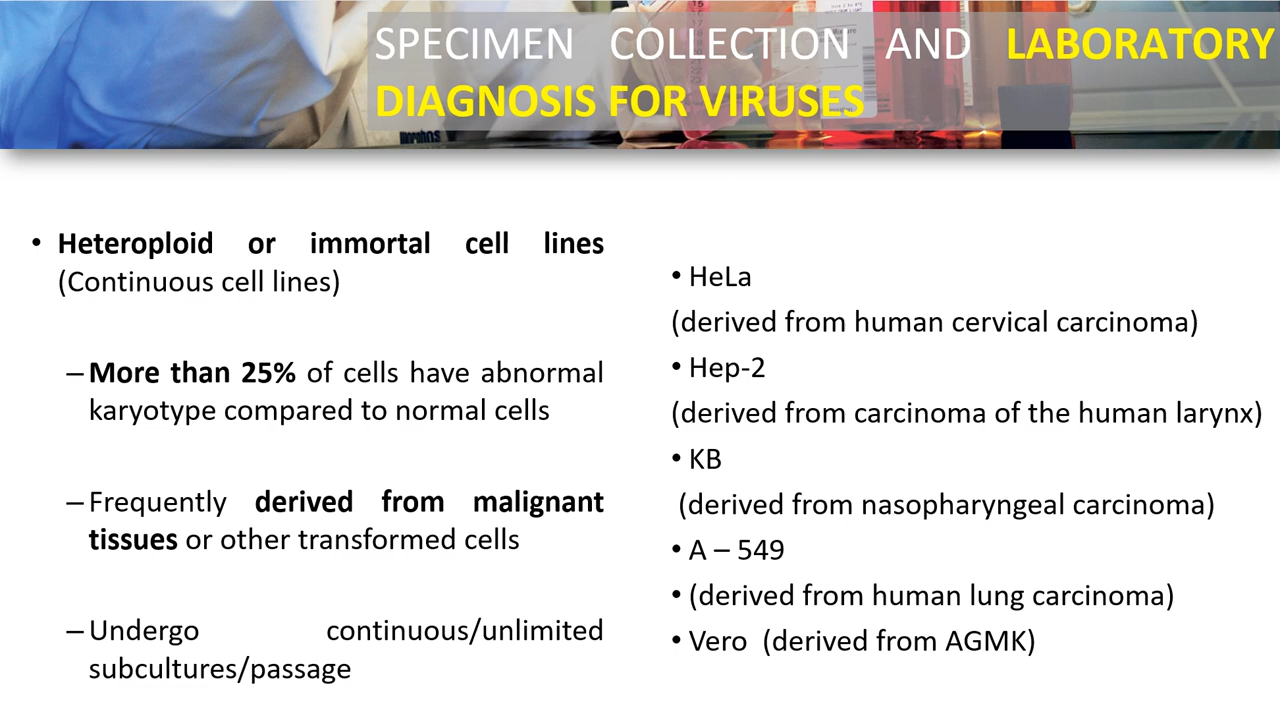 SPECIMEN COLLECTION AND LABORATORY
DIAGNOSIS FOR VIRUSES
• Heteroploid or immortal cell lines
(Continuous cell lines)
– More than 25% of cells have abnormal
karyotype compared to normal cells
– Frequently derived from malignant
tissues or other transformed cells
– Undergo continuous/unlimited
subcultures/passage
• HeLa
(derived from human cervical carcinoma)
• Hep-2
(derived from carcinoma of the human larynx)
• KB
(derived from nasopharyngeal carcinoma)
• A – 549
• (derived from human lung carcinoma)
• Vero (derived from AGMK)